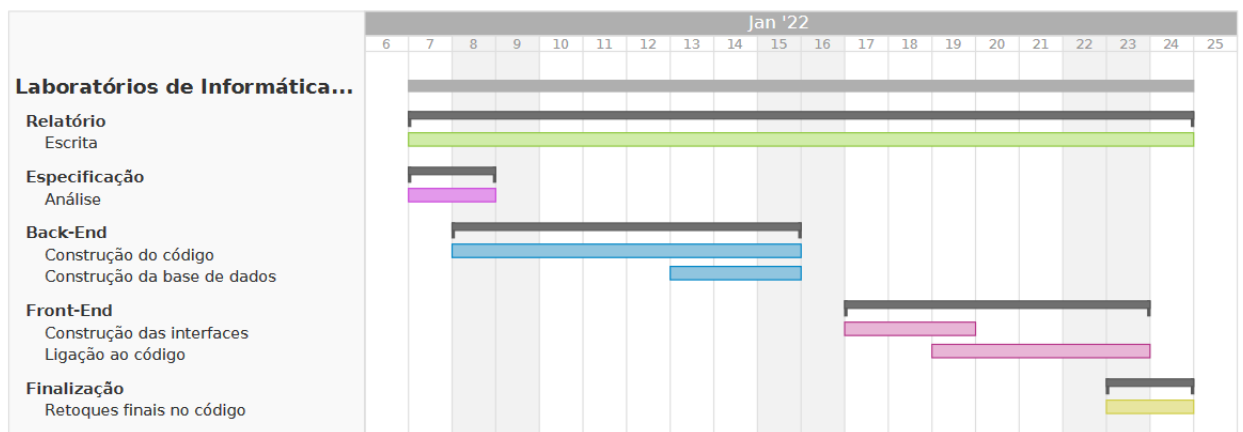 Jan '22
6 7 8 9 10 11 12 13 14 15 16 17 18 19 20 21 22 23 24 25
Laboratórios de Informática...
Relatório
Escrita
Especificação
Análise
Back-End
Construção do código
Construção da base de dados
Front-End
Construção das interfaces
Ligação ao código
Finalização
Retoques finais no código